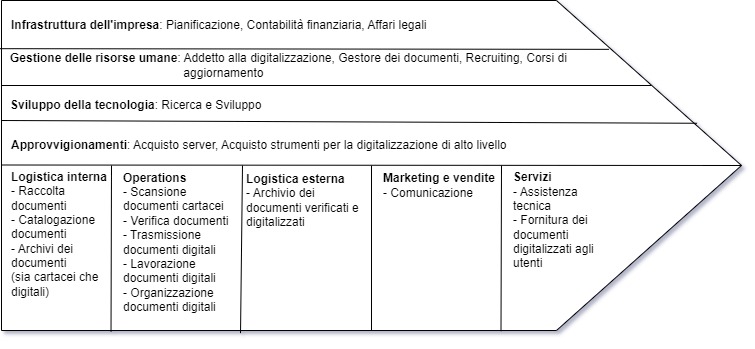 Infrastruttura dell'impresa: Pianificazione, Contabilità finanziaria, Affari legali
Gestione delle risorse umane: Addetto alla digitalizzazione, Gestore dei documenti, Recruiting, Corsi di
aggiornamento
Sviluppo della tecnologia: Ricerca e Sviluppo
Approvvigionamenti: Acquisto server, Acquisto strumenti per la digitalizzazione di alto livello
Logistica interna
- Raccolta
documenti
- Catalogazione
documenti
- Archivi dei
documenti
(sia cartacei che
digitali)
Operations
- Scansione
documenti cartacei
- Verifica documenti
- Trasmissione
documenti digitali
- Lavorazione
documenti digitali
- Organizzazione
documenti digitali
Logistica esterna
- Archivio dei
documenti verificati e
digitalizzati
Marketing e vendite
- Comunicazione
Servizi
- Assistenza
tecnica
- Fornitura dei
documenti
digitalizzati agli
utenti